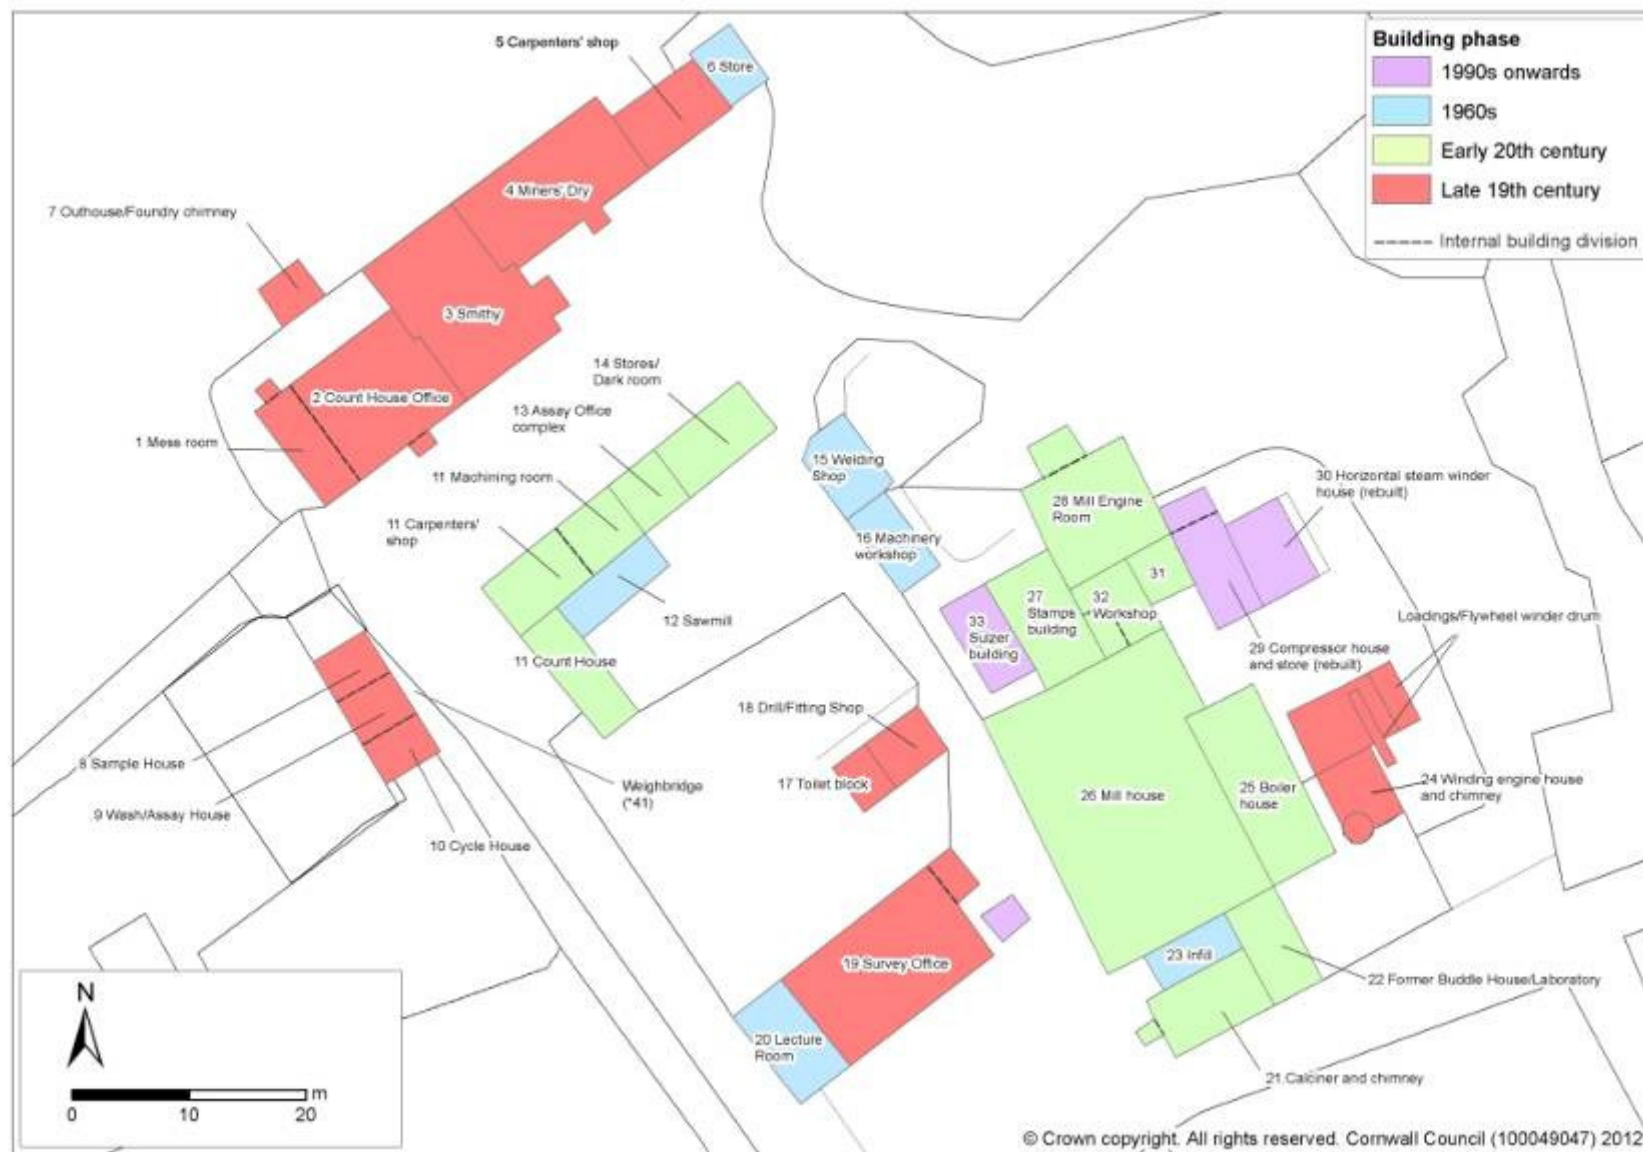 5 Carpenters' shop
6 Store
Building phase
1990s onwards
1960s
Early 20th century
Late 19th century
Internal building division
4 Miners' Dry
7 Outhouse/Foundry chimney
3 Smithy
14 Stores/
Dark room
2 Count House Office
13 Assay Office
complex
1 Mess room
11 Machining room
15 Welding
Shop
30 Horizontal steam winder
house (rebuilt)
28 Mill Engine
Room
11 Carpenters'
shop
16 Machinery
workshop
31
27
Stamps
building
32
Workshop
12 Sawmill
33
Sulzer
building
Loadings/Flywheel winder drum
11 Count House
29 Compressor house
and store (rebuilt)
18 Drill/Fitting Shop
8 Sample House
Weighbridge
(*41)
17 Toilet block
26 Mill house
25 Boiler
house
24 Winding engine house
and chimney
9 Wash/Assay House
10 Cycle House
19 Survey Office
23 Infill
22 Former Buddle House/Laboratory
20 Lecture
Room
21 Calciner and chimney
N
m
0 10 20
© Crown copyright. All rights reserved. Cornwall Council (100049047) 2012